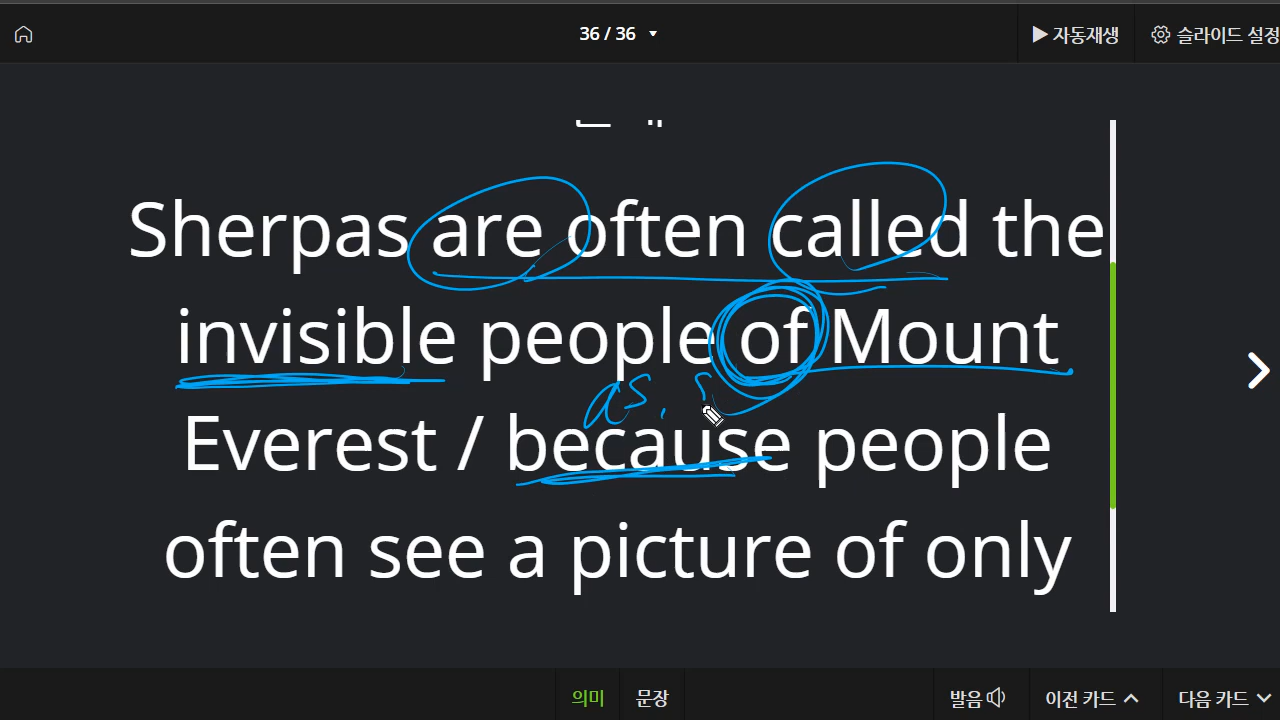 36 / 36
자동재생
슬라이드 설정
Sherpas are often called the
invisible people of Mount
as, s
Everest / because people
often see a picture of only
의미
문장
발음
이전 카드
다음 카드